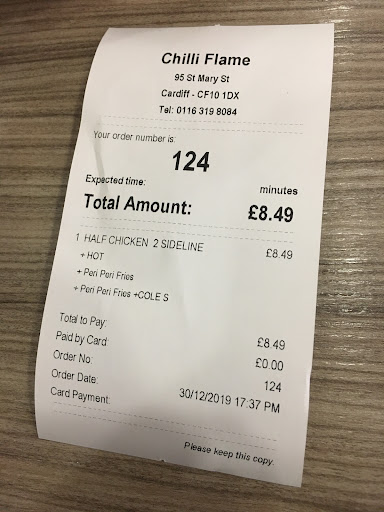 Chilli Flame
95 St Mary St
Cardiff - CF10 1DX
Tel: 0116 319 8084
Your order number is:
124
Expected time: minutes
Total Amount: £8.49
1 HALF CHICKEN 2 SIDELINE £8.49
+ HOT
+ Peri Peri Fries
+ Peri Peri Fries +COLE S
Total to Pay: £8.49
Paid by Card: £0.00
Order No: 124
Order Date: 30/12/2019 17:37 PM
Card Payment:
Please keep this copy.